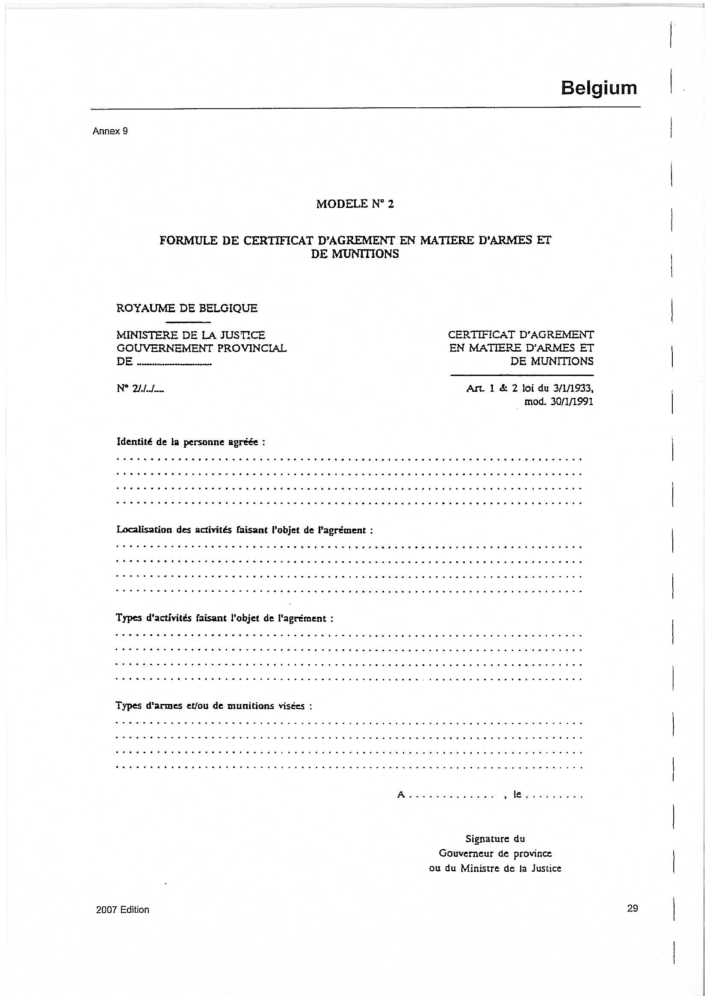 Belgium
Annex 9
MODELE N° 2
FORMULE DE CERTIFICAT D'AGREMENT EN MATIERE D'ARMES ET
DE MUNITIONS
ROYAUME DE BELGIQUE
MINISTERE DE LA JUSTICE
GOUVERNEMENT PROVINCIAL
DE .........................
N° 2/./../....
CERTIFICAT D'AGREMENT
EN MATIERE D'ARMES ET
DE MUNITIONS
Art. 1 & 2 loi du 3/1/1933,
mod. 30/1/1991
Identité de la personne agréée :
Localisation des activités faisant l'objet de l'agrément :
Types d'activités faisant l'objet de l'agrément :
Types d'armes et/ou de munitions visées :
A ............. , le .........
Signature du
Gouverneur de province
ou du Ministre de la Justice
2007 Edition
29